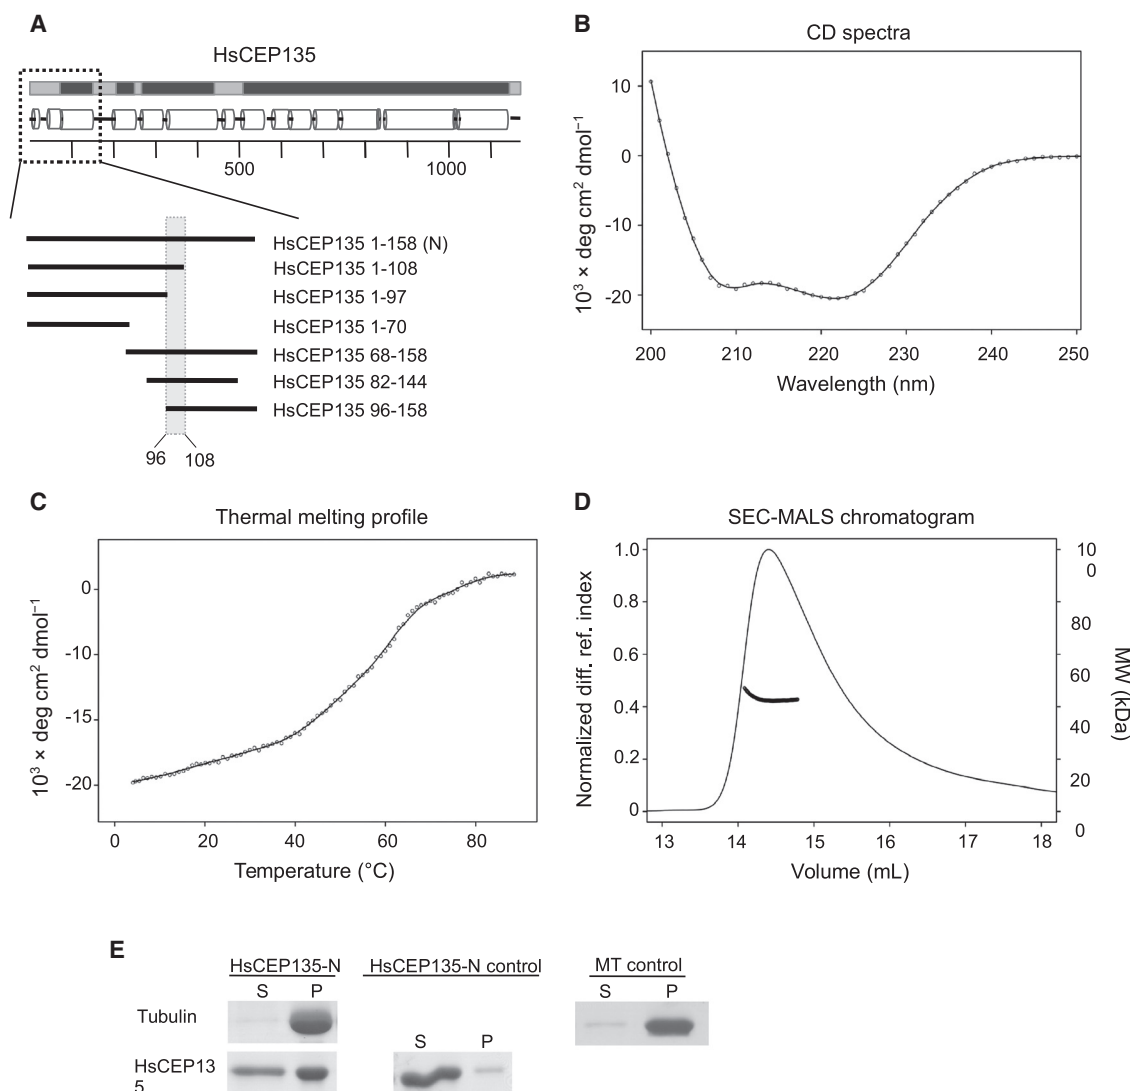 A
HsCEP135
500 1000
HsCEP135 1-158 (N)
HsCEP135 1-108
HsCEP135 1-97
HsCEP135 1-70
HsCEP135 68-158
HsCEP135 82-144
HsCEP135 96-158
96 108
B
CD spectra
10³ × deg cm² dmol⁻¹
10
0
-10
-20
200 210 220 230 240 250
Wavelength (nm)
C
Thermal melting profile
10³ × deg cm² dmol⁻¹
0
-10
-15
-20
0 20 40 60 80
Temperature (°C)
D
SEC-MALS chromatogram
Normalized diff. ref. index
1.0
0.8
0.6
0.4
0.2
0
10
0
80
60
40
20
0
MW (kDa)
13 14 15 16 17 18
Volume (mL)
E
HsCEP135-N HsCEP135-N control MT control
S P S P
Tubulin
S P
HsCEP13
5